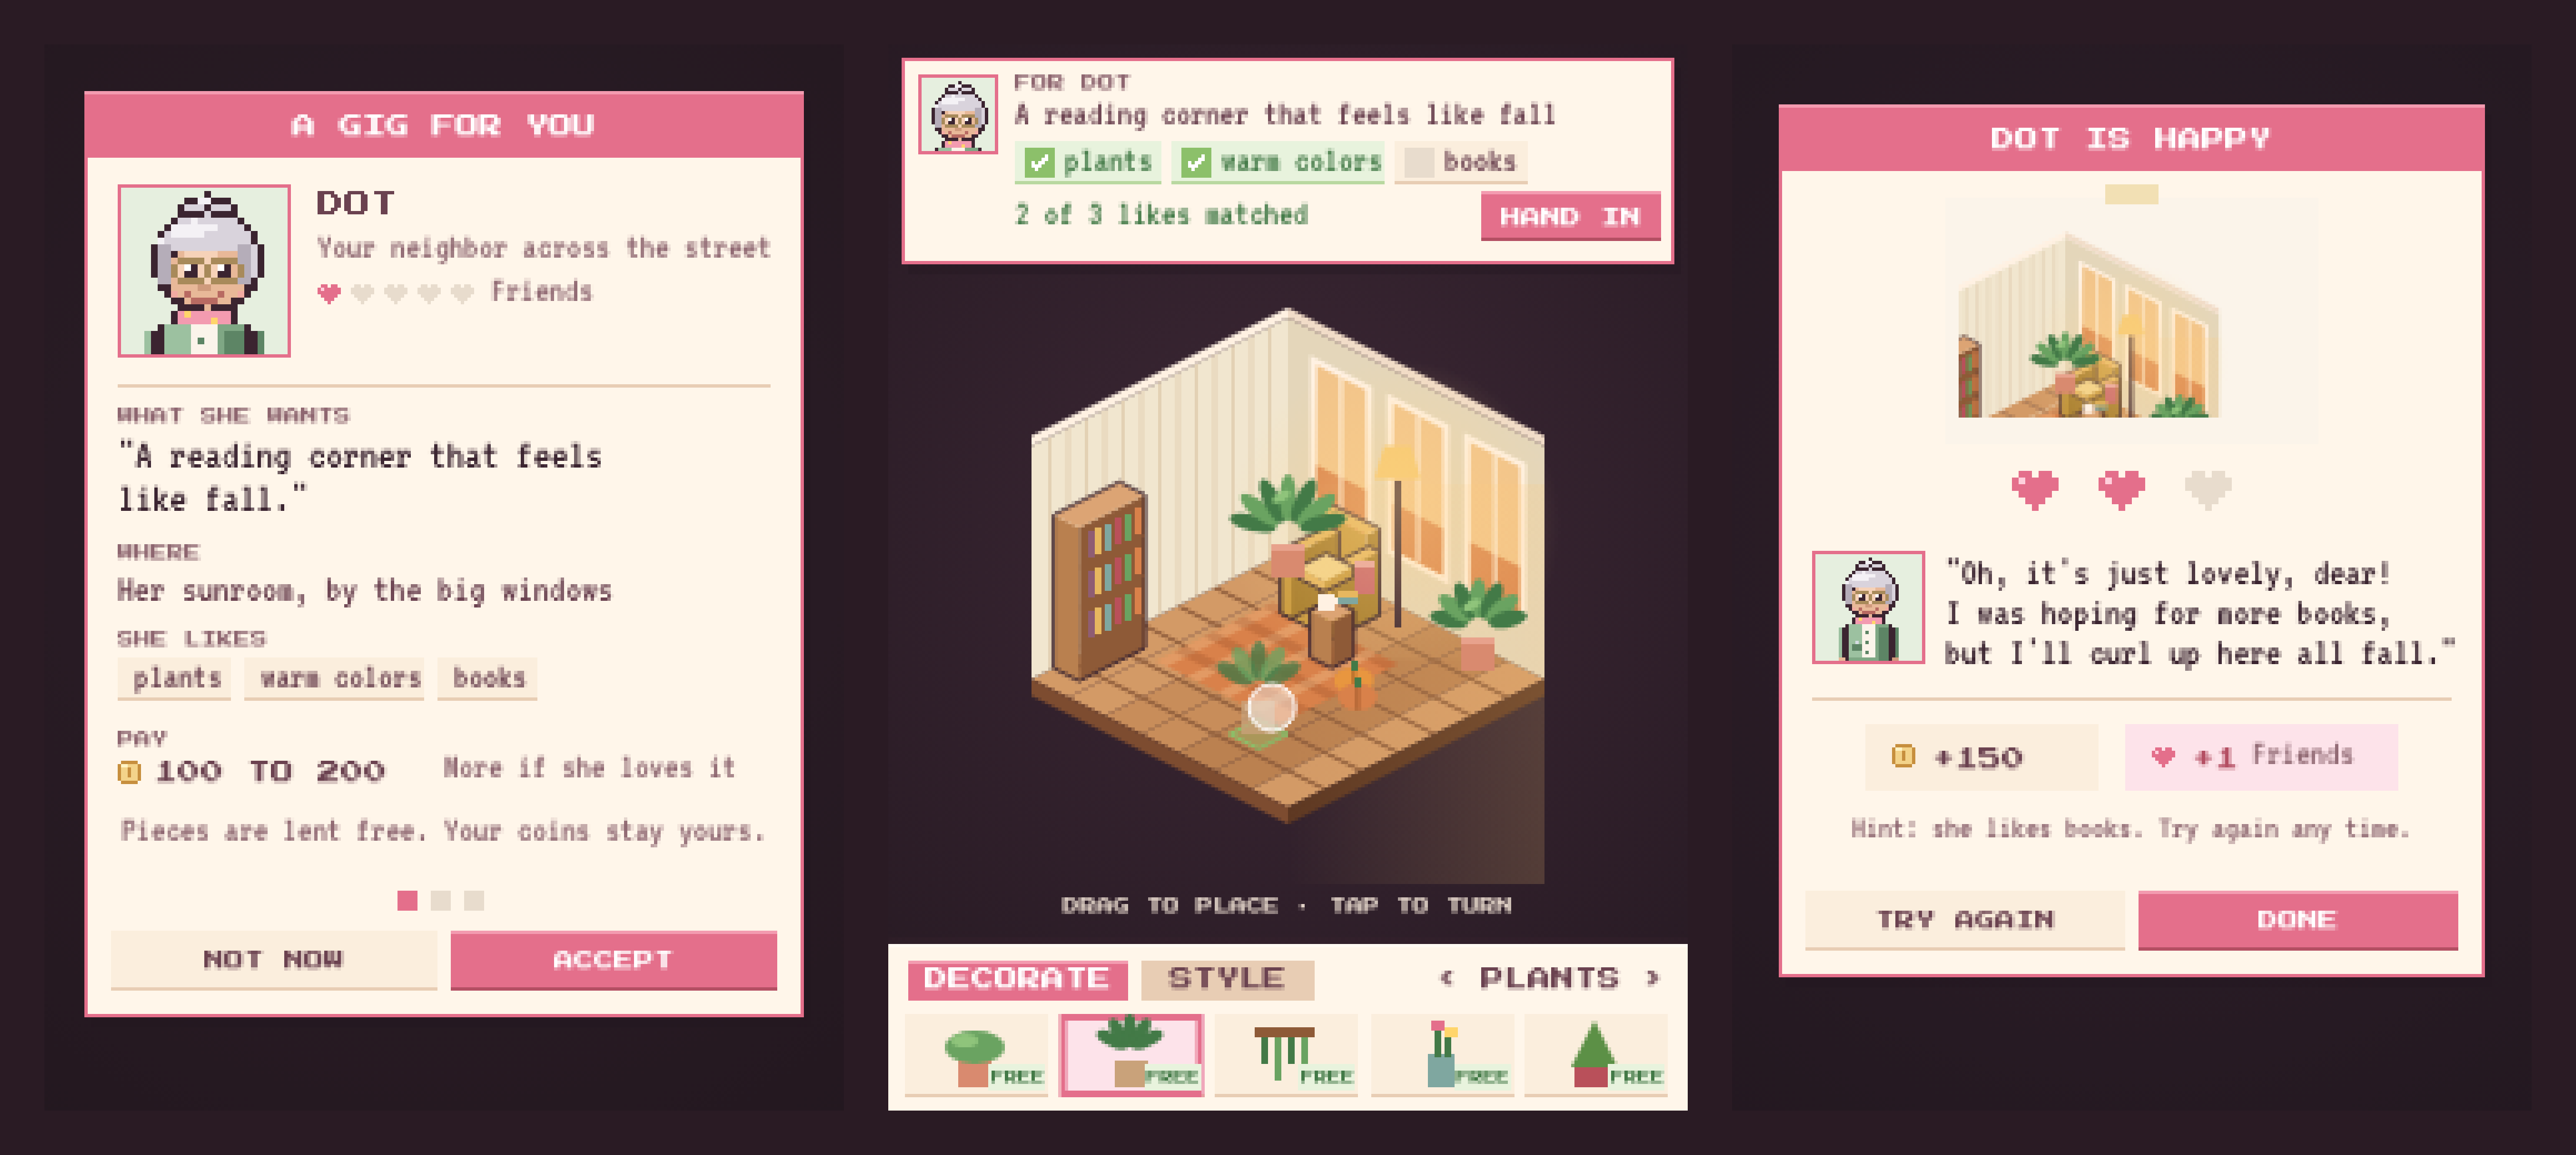 A GIG FOR YOU
DOT
Your neighbor across the street
Friends
WHAT SHE WANTS
"A reading corner that feels
like fall."
WHERE
Her sunroom, by the big windows
SHE LIKES
plants warm colors books
PAY
100 TO 200 More if she loves it
Pieces are lent free. Your coins stay yours.
NOT NOW ACCEPT
FOR DOT
A reading corner that feels like fall
plants warm colors books
2 of 3 likes matched HAND IN
DRAG TO PLACE · TAP TO TURN
DECORATE STYLE ‹ PLANTS ›
FREE FREE FREE FREE FREE
DOT IS HAPPY
"Oh, it's just lovely, dear!
I was hoping for more books,
but I'll curl up here all fall."
+150 +1 Friends
Hint: she likes books. Try again any time.
TRY AGAIN DONE